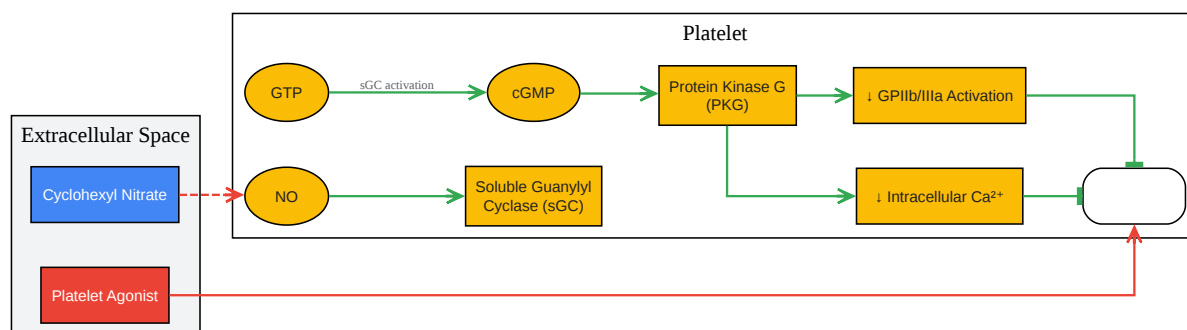 Platelet
GTP
sGC activation
cGMP
Protein Kinase G
(PKG)
↓ GPIIb/IIIa Activation
Extracellular Space
Cyclohexyl Nitrate
NO
Soluble Guanylyl
Cyclase (sGC)
↓ Intracellular Ca²⁺
Platelet Agonist